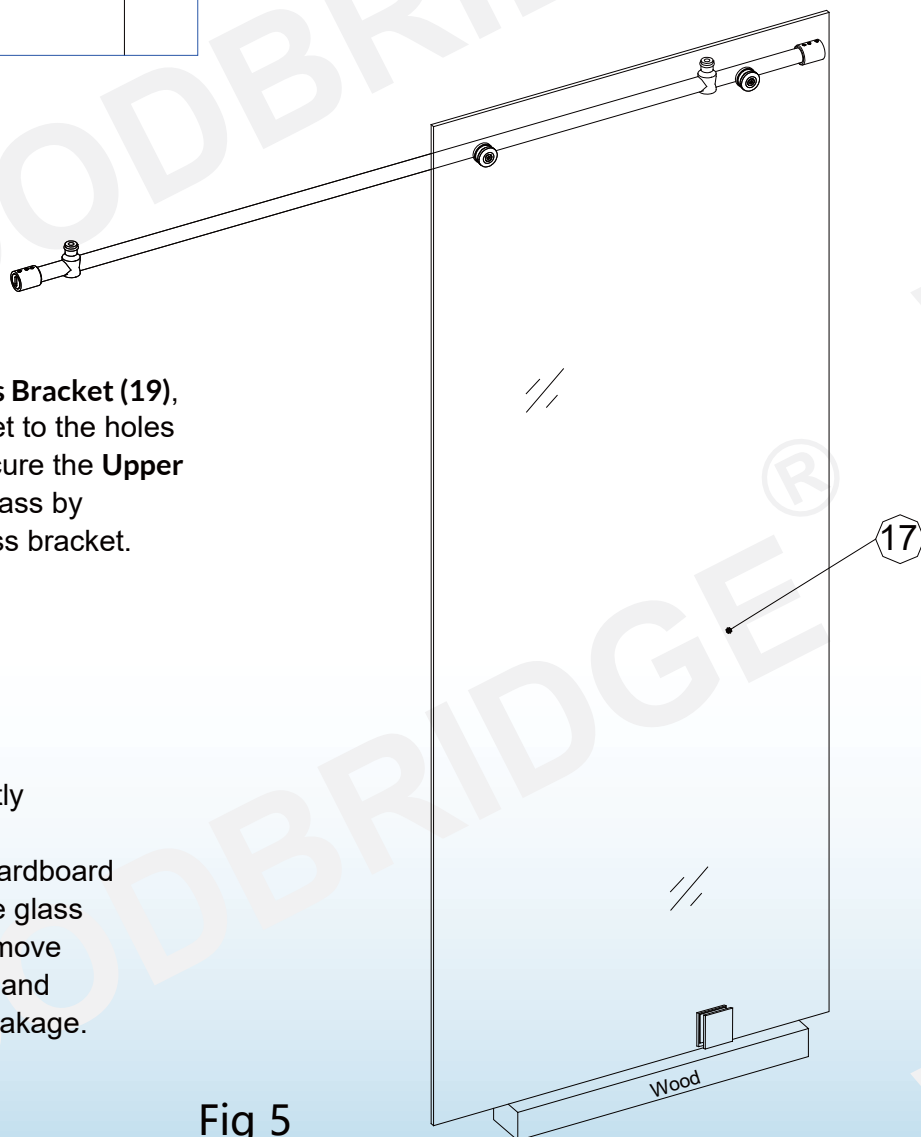 s Bracket (19),
et to the holes
cure the Upper
ass by
ss bracket.
17
tly
ardboard
e glass
move
and
akage.
Wood
Fig 5
ODBRIDGE
ODBRIDGE®